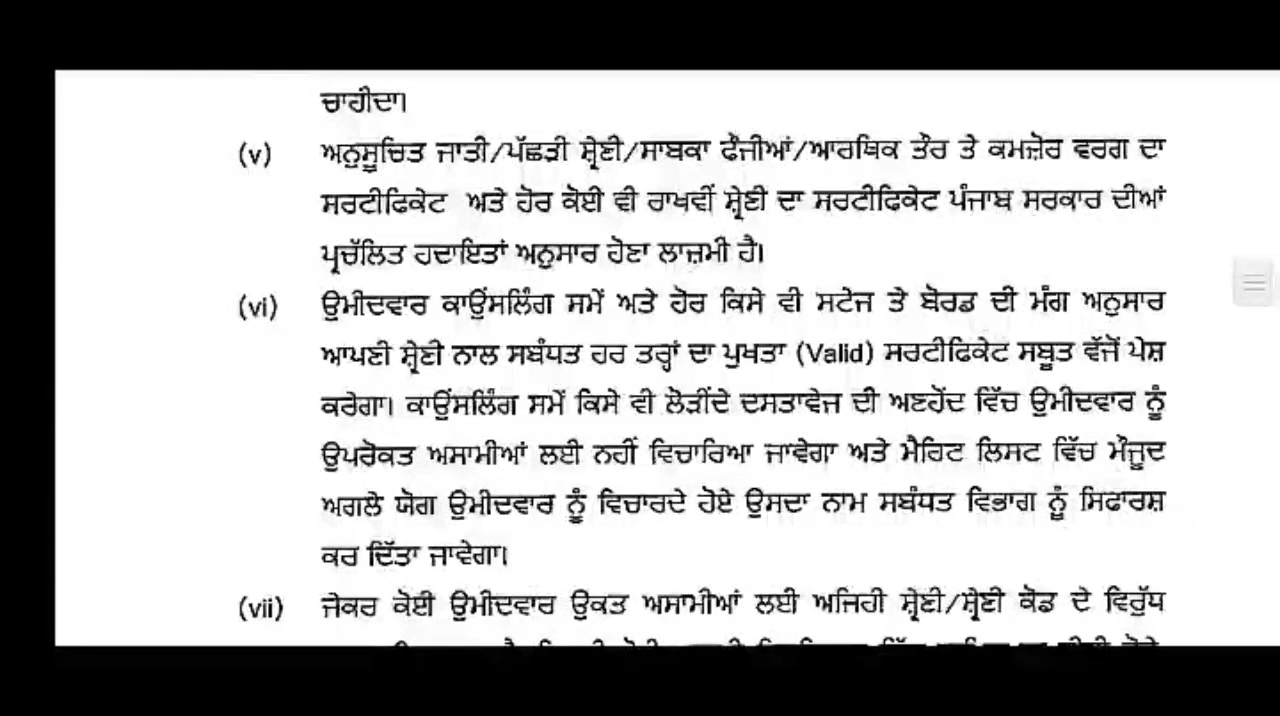 ਚਾਹੀਦਾ।
(v) ਅਨੁਸੂਚਿਤ ਜਾਤੀ/ਪੱਛੜੀ ਸ਼੍ਰੇਣੀ/ਸਾਬਕਾ ਫੌਜੀਆਂ/ਆਰਥਿਕ ਤੌਰ ਤੇ ਕਮਜ਼ੋਰ ਵਰਗ ਦਾ
ਸਰਟੀਫਿਕੇਟ ਅਤੇ ਹੋਰ ਕੋਈ ਵੀ ਰਾਖਵੀਂ ਸ਼੍ਰੇਣੀ ਦਾ ਸਰਟੀਫਿਕੇਟ ਪੰਜਾਬ ਸਰਕਾਰ ਦੀਆਂ
ਪ੍ਰਚੱਲਿਤ ਹਦਾਇਤਾਂ ਅਨੁਸਾਰ ਹੋਣਾ ਲਾਜ਼ਮੀ ਹੈ।
(vi) ਉਮੀਦਵਾਰ ਕਾਊਂਸਲਿੰਗ ਸਮੇਂ ਅਤੇ ਹੋਰ ਕਿਸੇ ਵੀ ਸਟੇਜ ਤੇ ਬੋਰਡ ਦੀ ਮੰਗ ਅਨੁਸਾਰ
ਆਪਣੀ ਸ਼੍ਰੇਣੀ ਨਾਲ ਸਬੰਧਤ ਹਰ ਤਰ੍ਹਾਂ ਦਾ ਪੁਖਤਾ (Valid) ਸਰਟੀਫਿਕੇਟ ਸਬੂਤ ਵੱਜੋਂ ਪੇਸ਼
ਕਰੇਗਾ। ਕਾਊਂਸਲਿੰਗ ਸਮੇਂ ਕਿਸੇ ਵੀ ਲੋੜੀਂਦੇ ਦਸਤਾਵੇਜ ਦੀ ਅਣਹੋਂਦ ਵਿੱਚ ਉਮੀਦਵਾਰ ਨੂੰ
ਉਪਰੋਕਤ ਅਸਾਮੀਆਂ ਲਈ ਨਹੀਂ ਵਿਚਾਰਿਆ ਜਾਵੇਗਾ ਅਤੇ ਮੈਰਿਟ ਲਿਸਟ ਵਿੱਚ ਮੌਜੂਦ
ਅਗਲੇ ਯੋਗ ਉਮੀਦਵਾਰ ਨੂੰ ਵਿਚਾਰਦੇ ਹੋਏ ਉਸਦਾ ਨਾਮ ਸਬੰਧਤ ਵਿਭਾਗ ਨੂੰ ਸਿਫਾਰਸ਼
ਕਰ ਦਿੱਤਾ ਜਾਵੇਗਾ।
(vii) ਜੇਕਰ ਕੋਈ ਉਮੀਦਵਾਰ ਉਕਤ ਅਸਾਮੀਆਂ ਲਈ ਅਜਿਹੀ ਸ਼੍ਰੇਣੀ/ਸ਼੍ਰੇਣੀ ਕੋਡ ਦੇ ਵਿਰੁੱਧ